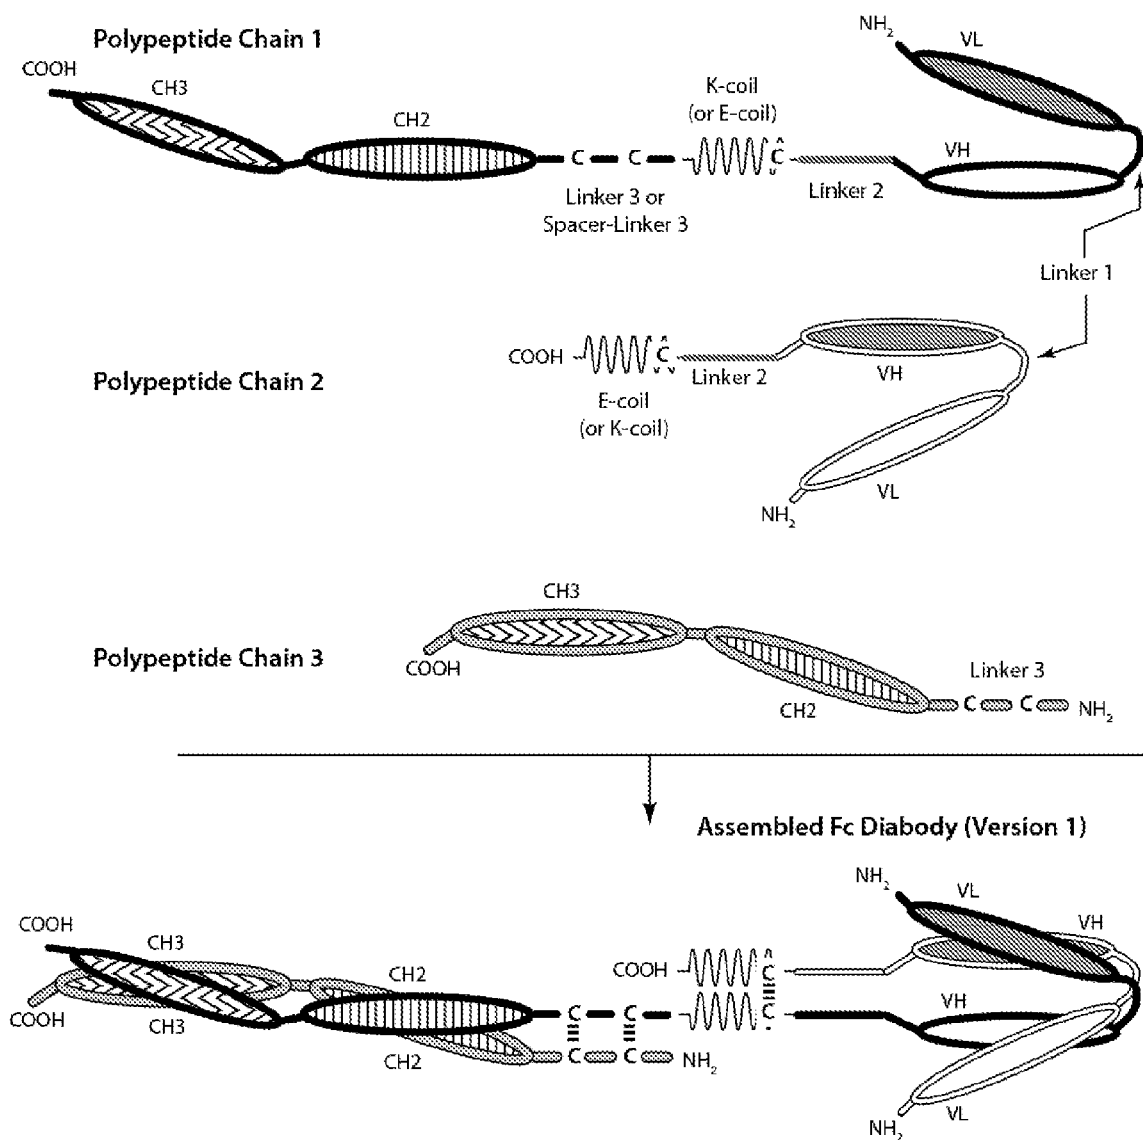 Polypeptide Chain 1
COOH
CH3
CH2
C
C
Linker 3 or
Spacer-Linker 3
K-coil
(or E-coil)
C
Linker 2
NH2
VL
VH
Linker 1
Polypeptide Chain 2
COOH
C
Linker 2
E-coil
(or K-coil)
VH
VL
NH2
Polypeptide Chain 3
CH3
COOH
CH2
Linker 3
C
C
NH2
Assembled Fc Diabody (Version 1)
COOH
CH3
COOH
CH3
CH2
CH2
C
C
C
C
NH2
COOH
C
C
NH2
VL
VH
VH
VL
NH2